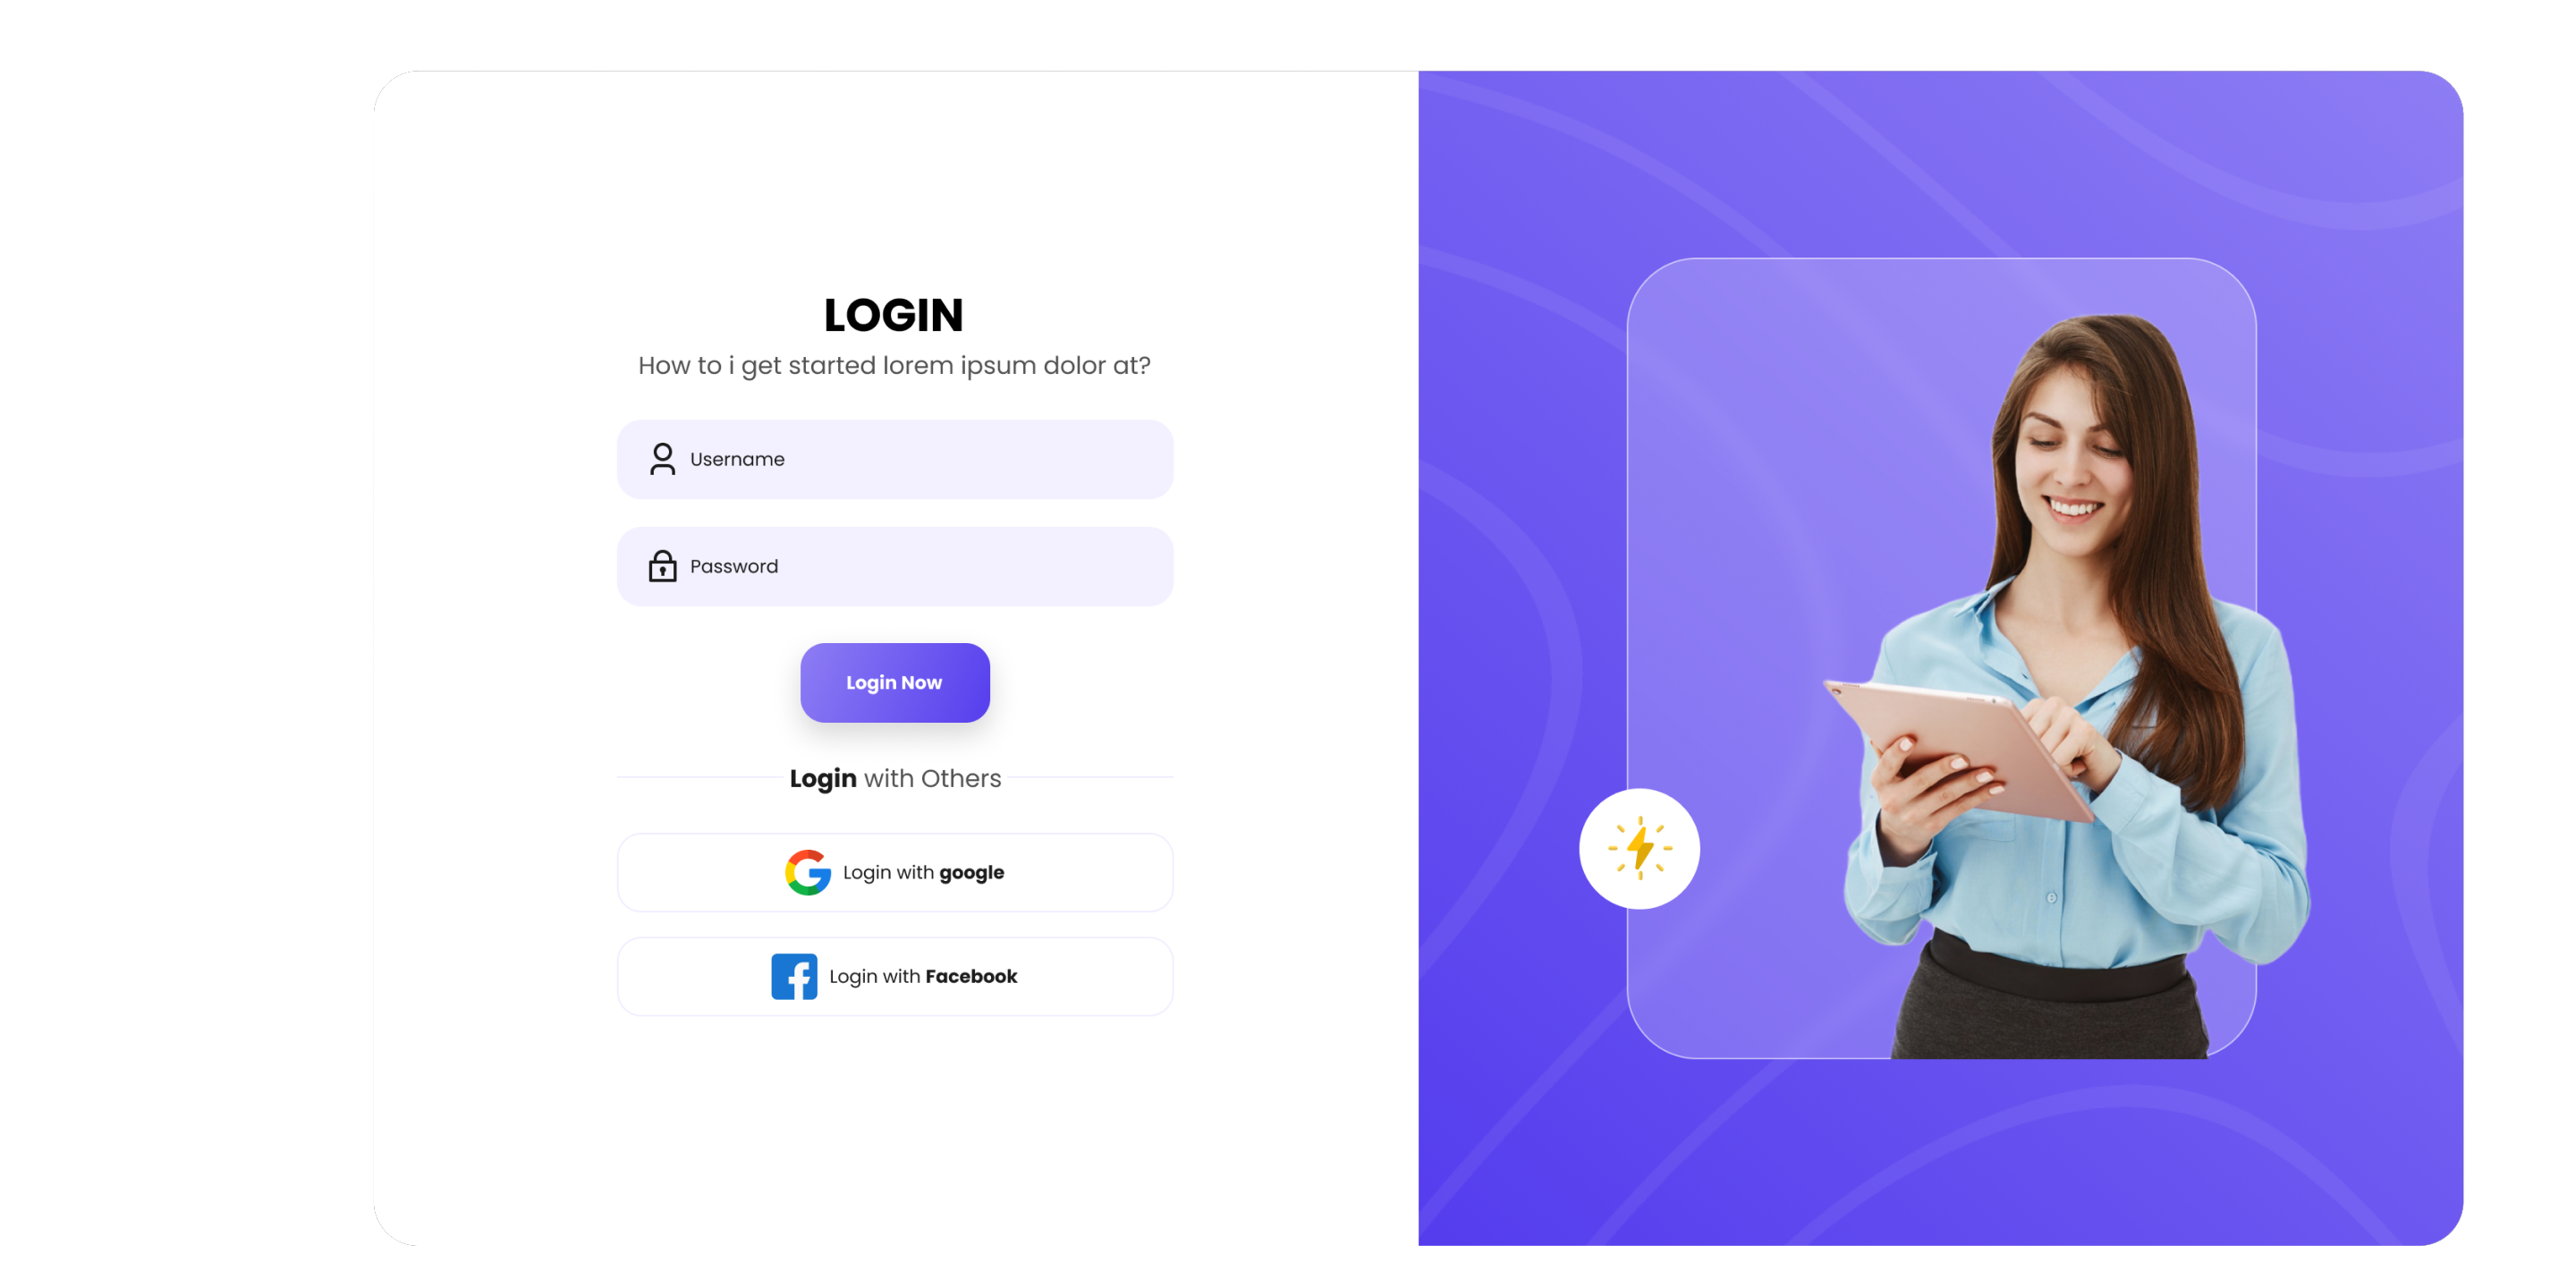 LOGIN
How to i get started lorem ipsum dolor at?
Username
Password
Login Now
Login with Others
Login with google
Login with Facebook